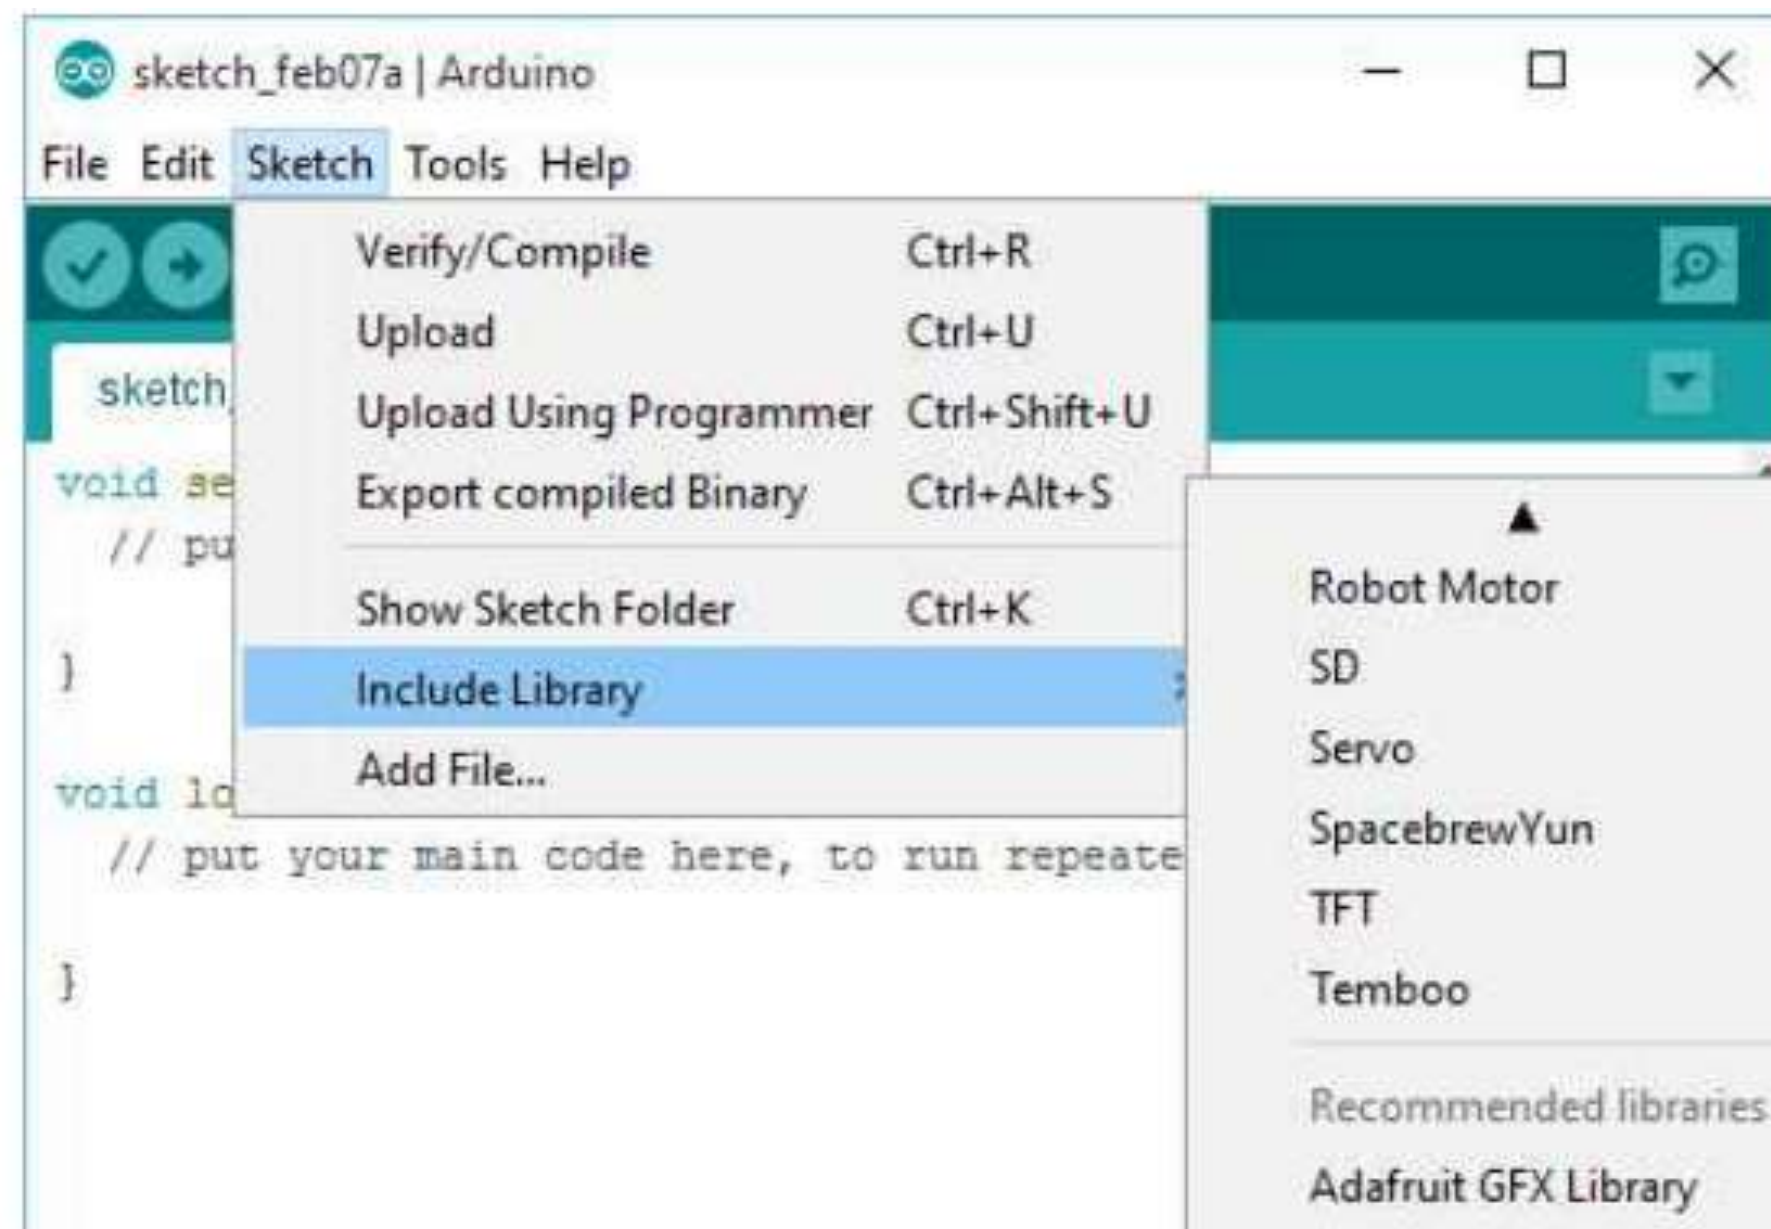 sketch_feb07a | Arduino
File Edit Sketch Tools Help
Verify/Compile Ctrl+R
Upload Ctrl+U
sketch_
Upload Using Programmer Ctrl+Shift+U
void se
Export compiled Binary Ctrl+Alt+S
// pu
Show Sketch Folder Ctrl+K
}
Include Library
Add File...
void lo
// put your main code here, to run repeate
}
▲
Robot Motor
SD
Servo
SpacebrewYun
TFT
Temboo
Recommended libraries
Adafruit GFX Library